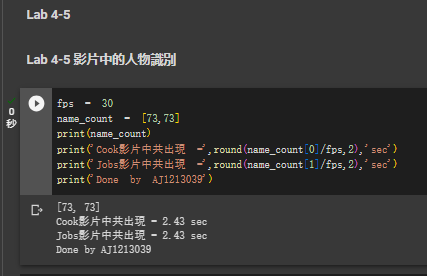 Lab 4-5
Lab 4-5 影片中的人物識別
0
秒
fps = 30
name_count = [73,73]
print(name_count)
print("Cook影片中共出現 =",round(name_count[0]/fps,2),"sec")
print("Jobs影片中共出現 =",round(name_count[1]/fps,2),"sec")
print("Done by AJ1213039")
[73, 73]
Cook影片中共出現 = 2.43 sec
Jobs影片中共出現 = 2.43 sec
Done by AJ1213039